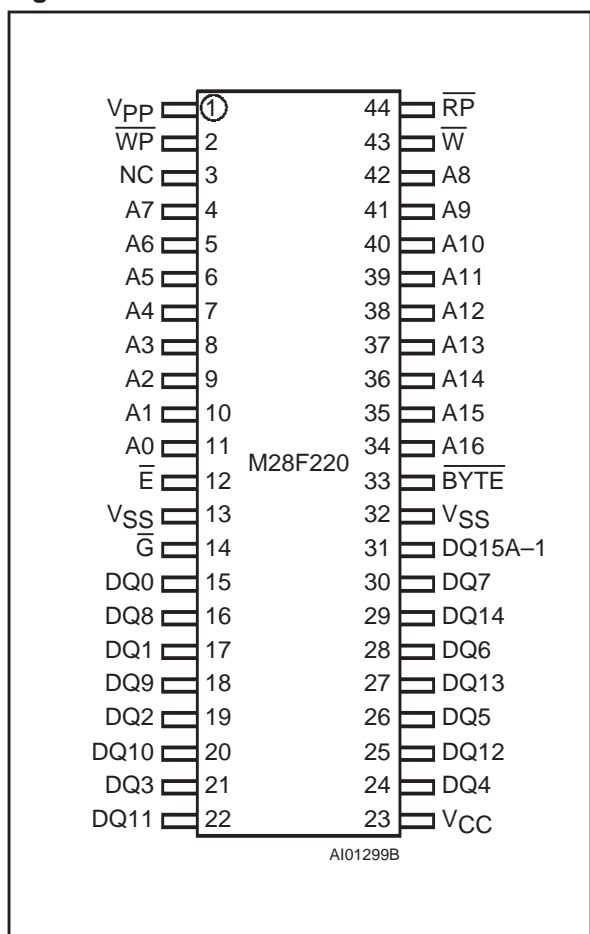 VPP 1 44 R̅P̅
W̅P̅ 2 43 W̅
NC 3 42 A8
A7 4 41 A9
A6 5 40 A10
A5 6 39 A11
A4 7 38 A12
A3 8 37 A13
A2 9 36 A14
A1 10 35 A15
A0 11 34 A16
M28F220
E̅ 12 33 B̅Y̅T̅E̅
VSS 13 32 VSS
G̅ 14 31 DQ15A–1
DQ0 15 30 DQ7
DQ8 16 29 DQ14
DQ1 17 28 DQ6
DQ9 18 27 DQ13
DQ2 19 26 DQ5
DQ10 20 25 DQ12
DQ3 21 24 DQ4
DQ11 22 23 VCC
AI01299B